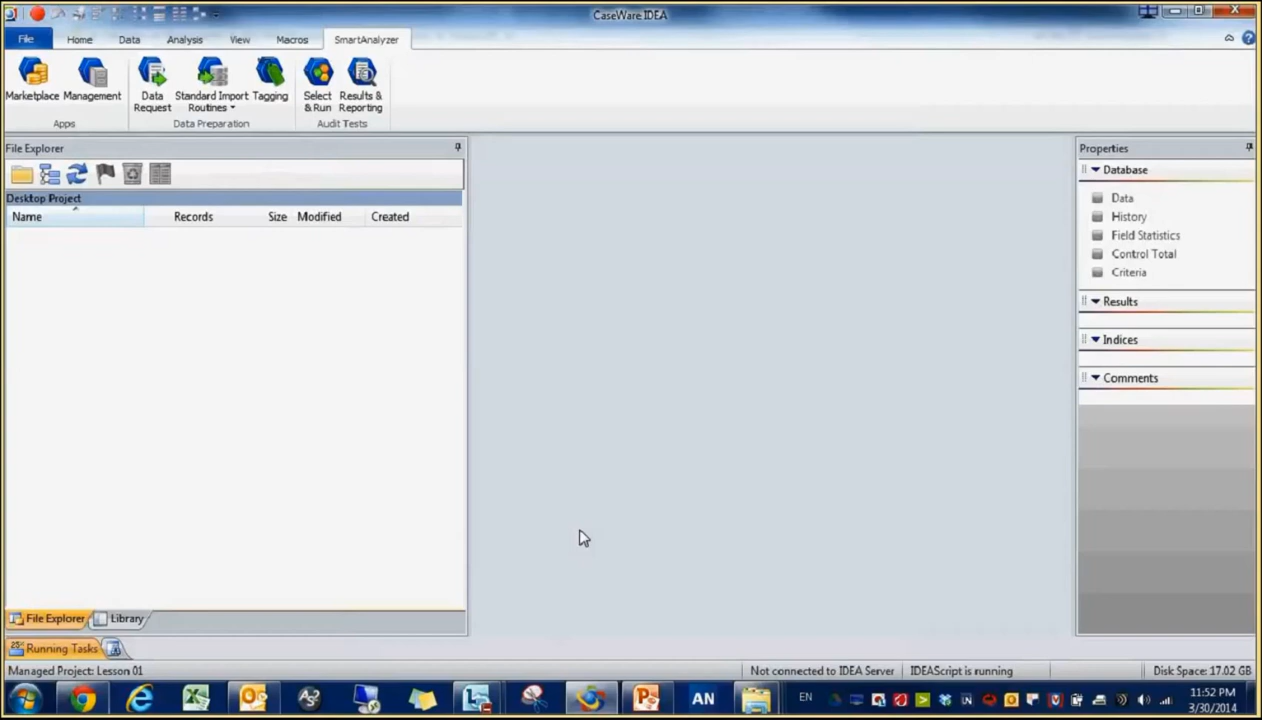 CaseWare IDEA
File Home Data Analysis View Macros SmartAnalyzer
Marketplace Management Data Request Standard Import Routines Tagging Select & Run Results & Reporting
Apps Data Preparation Audit Tests
File Explorer
Desktop Project
Name Records Size Modified Created
Properties
Database
Data
History
Field Statistics
Control Total
Criteria
Results
Indices
Comments
File Explorer Library
Running Tasks
Managed Project: Lesson 01 Not connected to IDEA Server IDEAScript is running Disk Space: 17.02 GB
AN EN 11:52 PM
3/30/2014